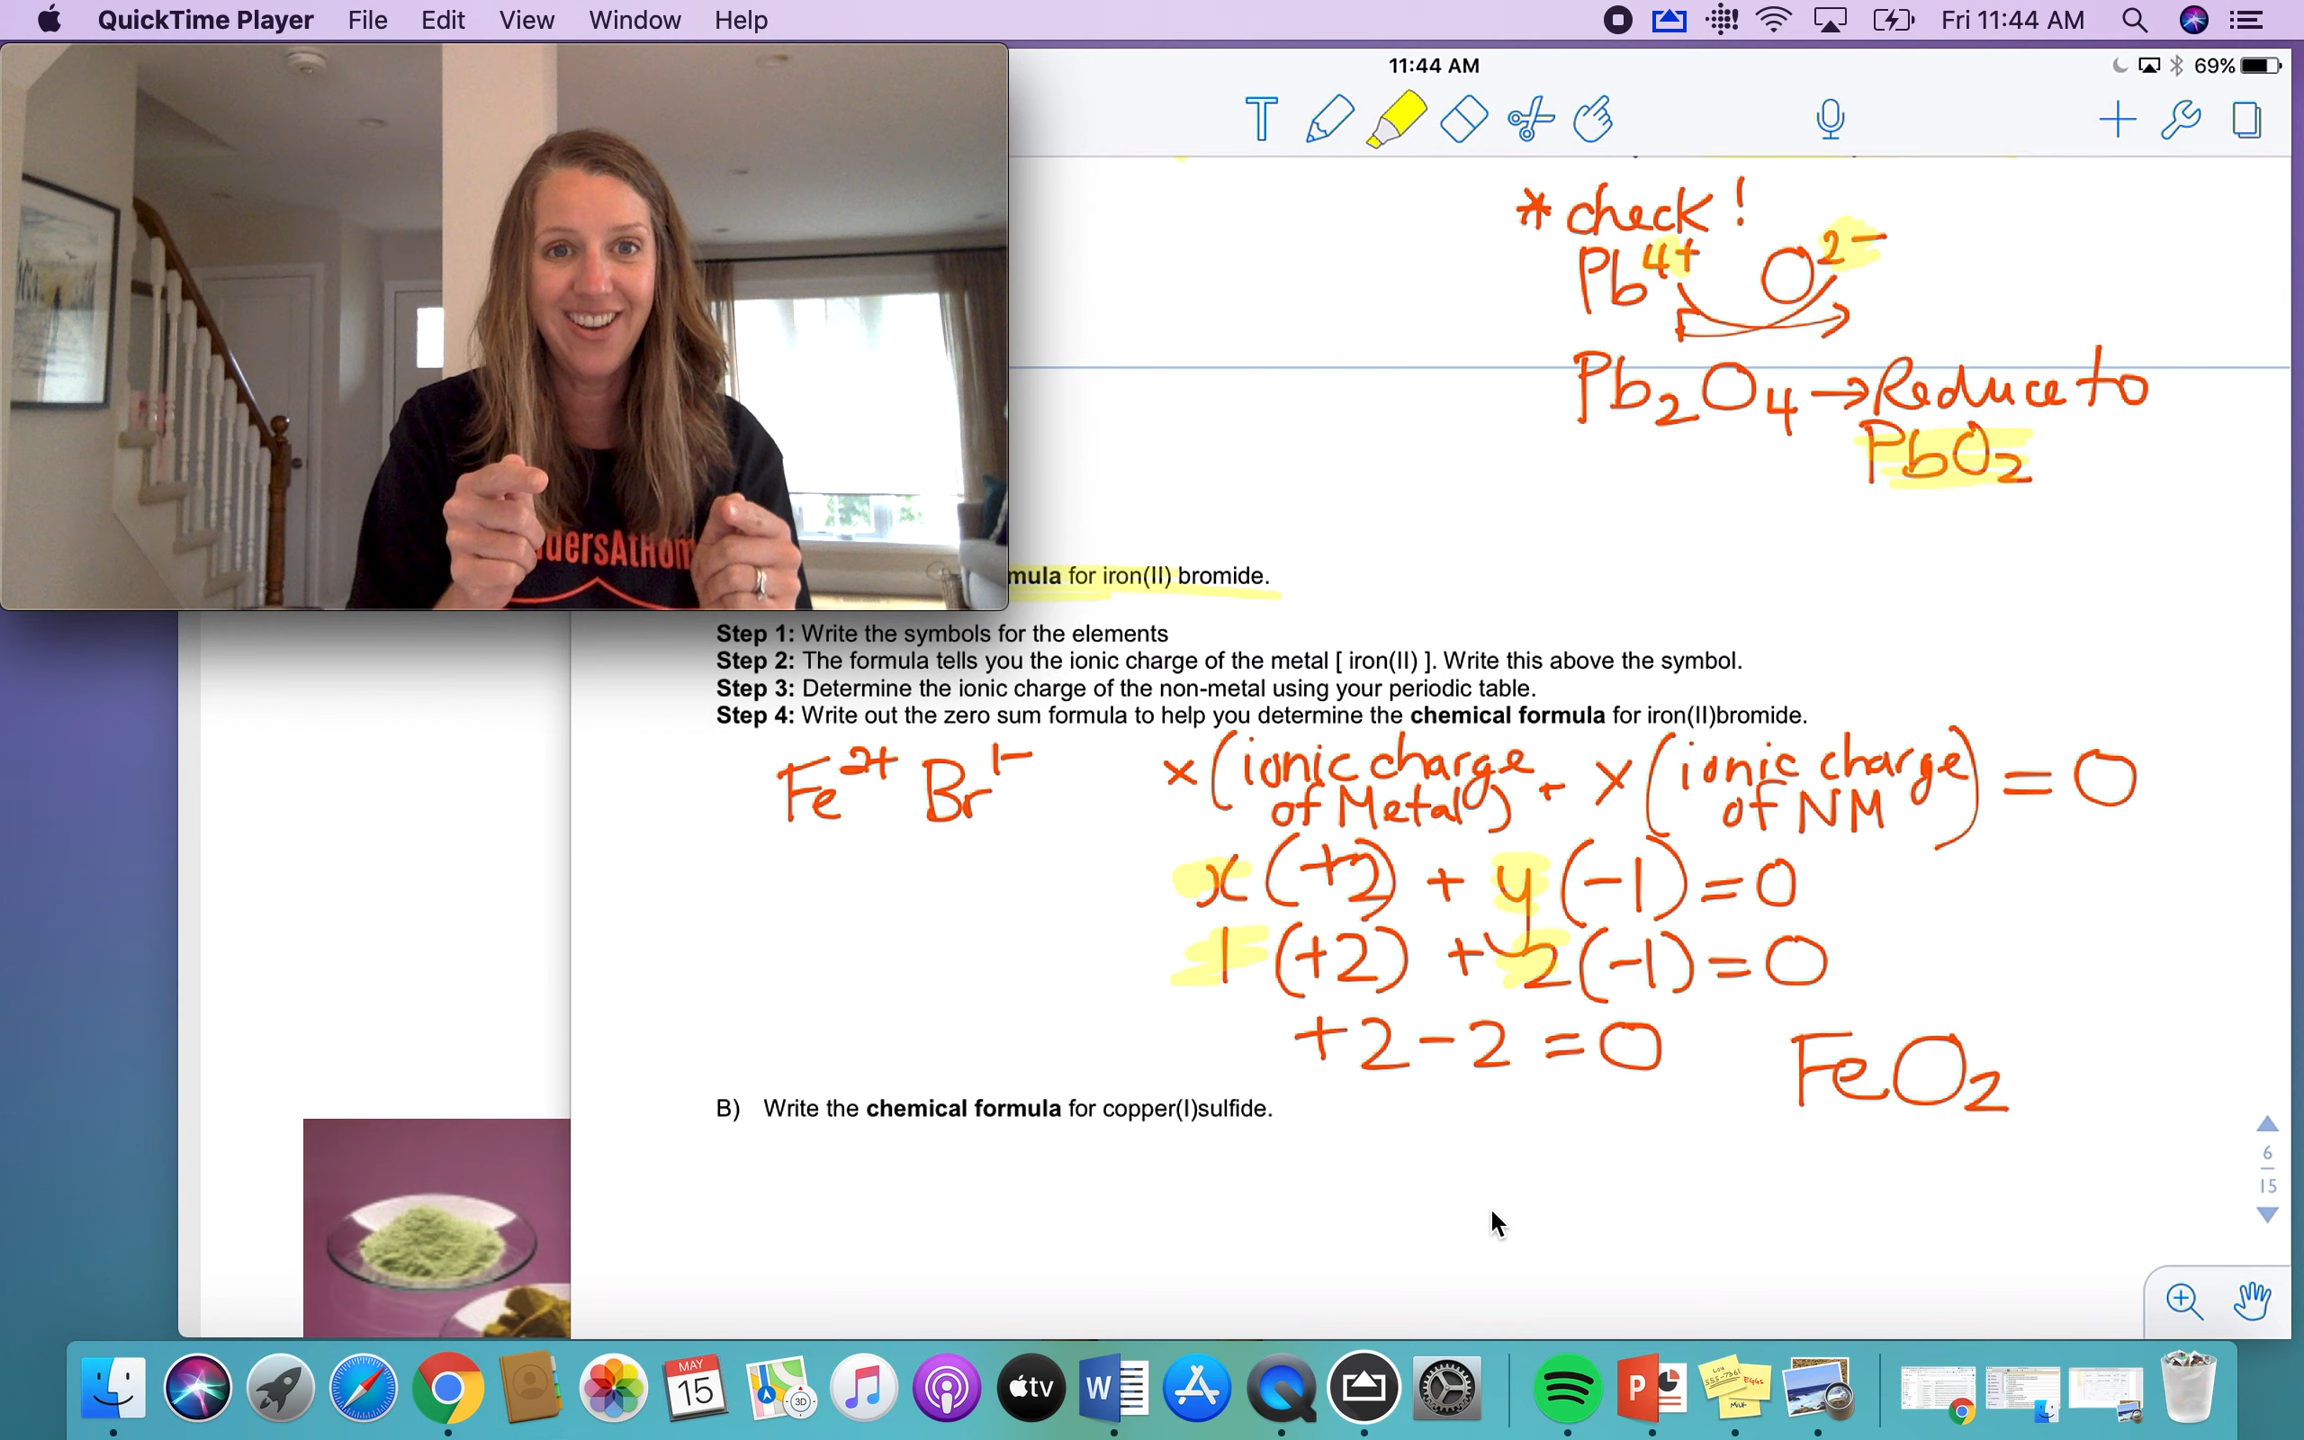 QuickTime Player File Edit View Window Help Fri 11:44 AM
11:44 AM 69%
T
* check!
Pb4+ O2-
Pb2O4 → Reduce to
PbO2
dersAtHom
mula for iron(II) bromide.
Step 1: Write the symbols for the elements
Step 2: The formula tells you the ionic charge of the metal [ iron(II) ]. Write this above the symbol.
Step 3: Determine the ionic charge of the non-metal using your periodic table.
Step 4: Write out the zero sum formula to help you determine the chemical formula for iron(II)bromide.
Fe2+ Br1-
x(ionic charge of Metal) + x(ionic charge of NM) = 0
x(+2) + y(-1) = 0
1(+2) + 2(-1) = 0
+2 - 2 = 0
FeO2
B) Write the chemical formula for copper(I)sulfide.
6
15
MAY
15
3D
tv
W
P
EGGS
MILK